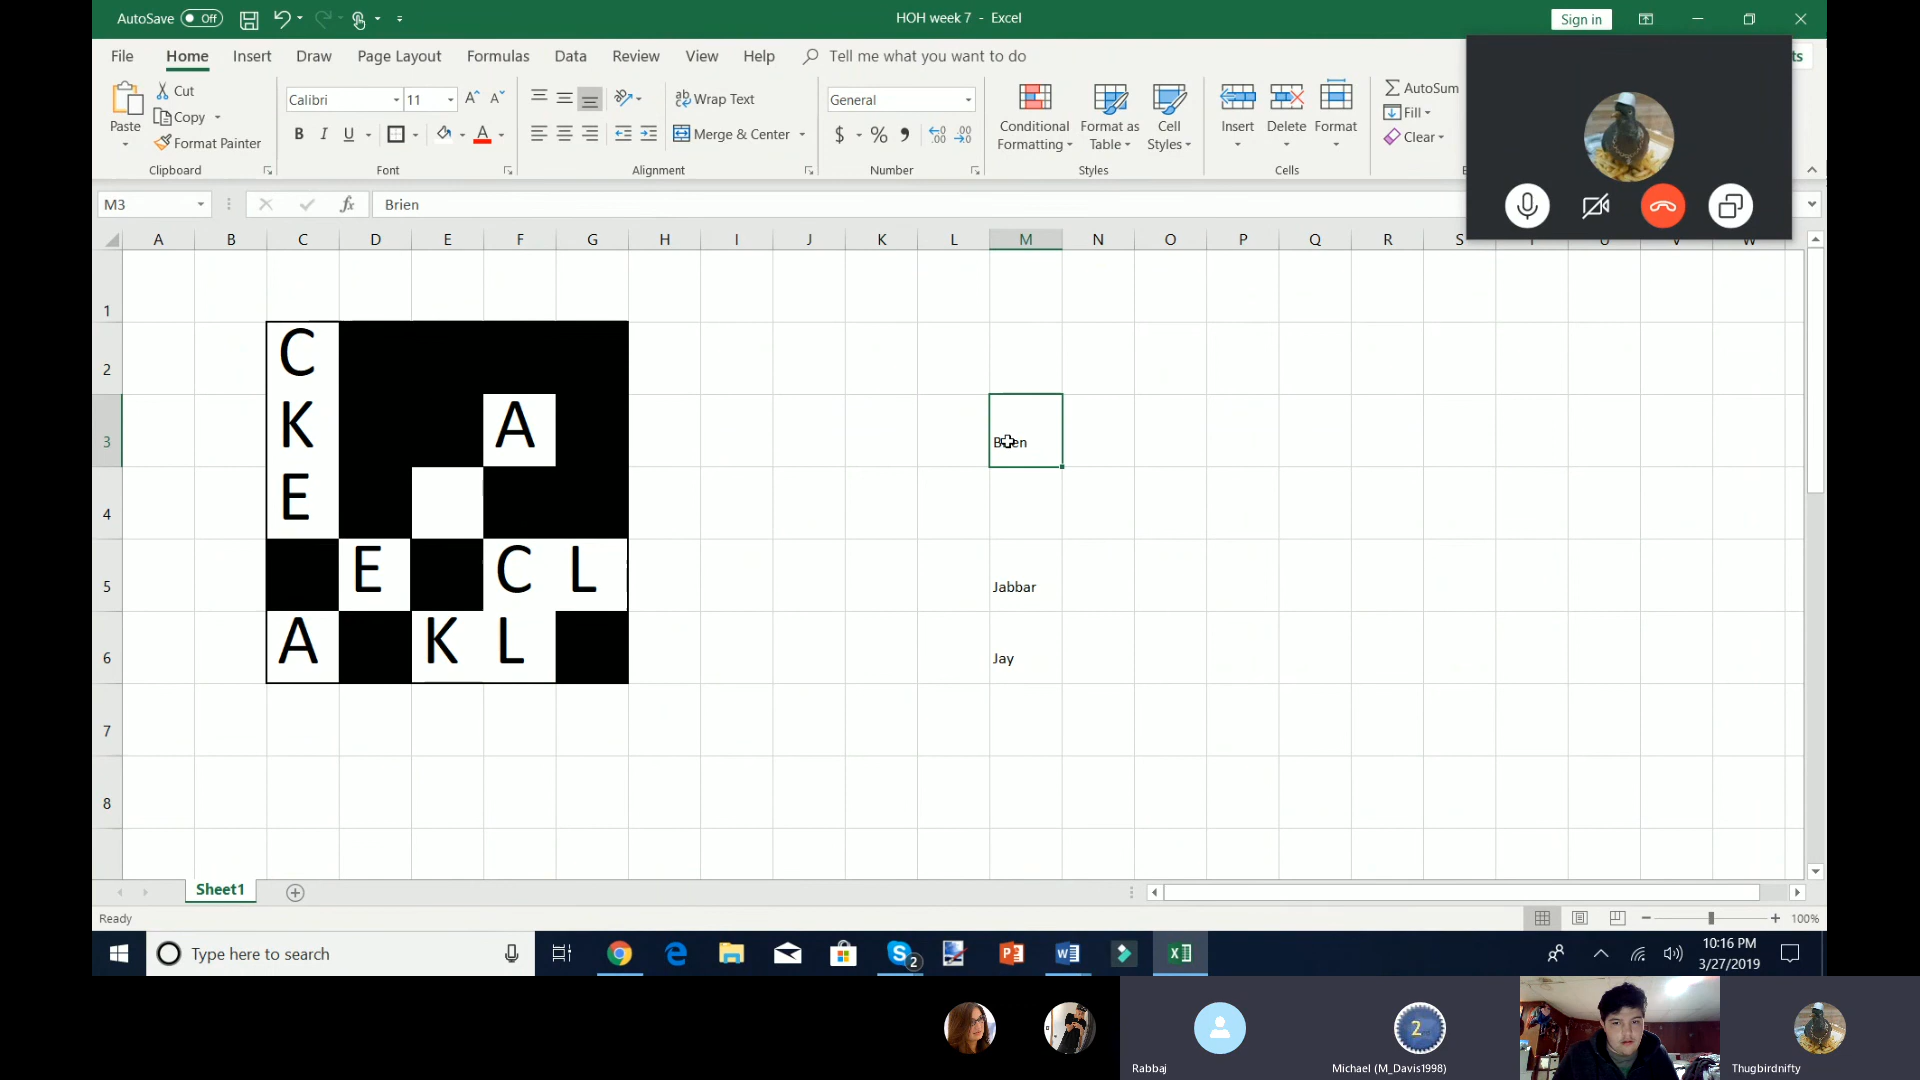 AutoSave Off HOH week 7 - Excel Sign in
File Home Insert Draw Page Layout Formulas Data Review View Help Tell me what you want to do
Paste
Cut
Copy
Format Painter
Clipboard
Calibri 11
B I U A
Font
Wrap Text
Merge & Center
Alignment
General
$ %
Number
Conditional Formatting
Format as Table
Cell Styles
Styles
Insert Delete Format
Cells
AutoSum
Fill
Clear
M3 fx Brien
A B C D E F G H I J K L M N O P Q R S
1
2 C
3 K A
4 E
5 E C L Jabbar
6 A K L Jay
7
8
Sheet1
Ready 100%
Type here to search
2
10:16 PM
3/27/2019
2
Rabbaj Michael (M_Davis1998) Thugbirdnifty